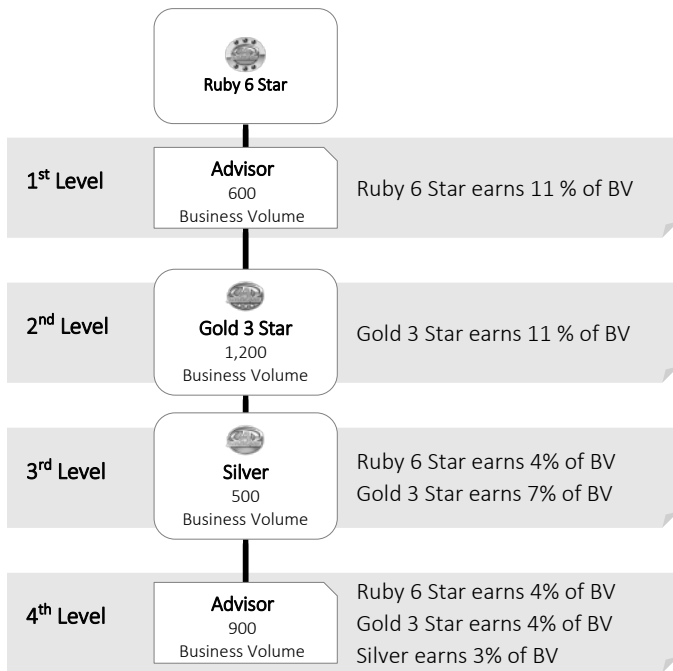 Ruby 6 Star
1st Level
Advisor
600
Business Volume
Ruby 6 Star earns 11 % of BV
2nd Level
Gold 3 Star
1,200
Business Volume
Gold 3 Star earns 11 % of BV
3rd Level
Silver
500
Business Volume
Ruby 6 Star earns 4% of BV
Gold 3 Star earns 7% of BV
4th Level
Advisor
900
Business Volume
Ruby 6 Star earns 4% of BV
Gold 3 Star earns 4% of BV
Silver earns 3% of BV